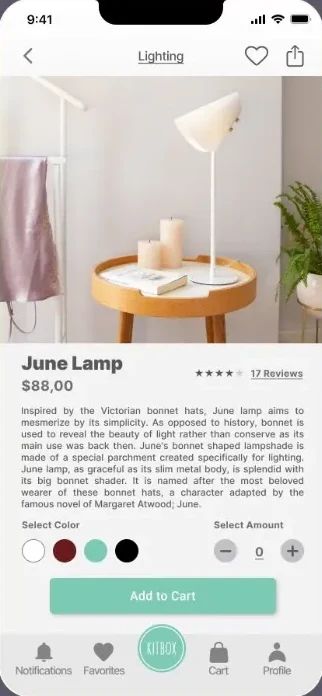 9:41
Lighting
June Lamp
$88,00
17 Reviews
Inspired by the Victorian bonnet hats, June lamp aims to
mesmerize by its simplicity. As opposed to history, bonnet is
used to reveal the beauty of light rather than conserve as its
main use was back then. June's bonnet shaped lampshade is
made of a special parchment created specifically for lighting.
June lamp, as graceful as its slim metal body, is splendid with
its big bonnet shader. It is named after the most beloved
wearer of these bonnet hats, a character adapted by the
famous novel of Margaret Atwood; June.
Select Color
Select Amount
0
Add to Cart
KITBOX
Notifications
Favorites
Cart
Profile